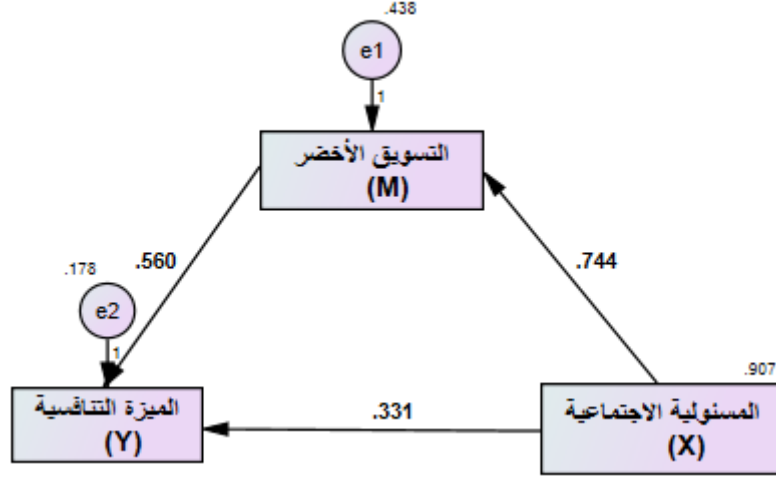 .438
e1
1
التسويق الأخضر
(M)
.560
.744
.178
e2
1
.907
الميزة التنافسية
(Y)
.331
المسئولية الاجتماعية
(X)